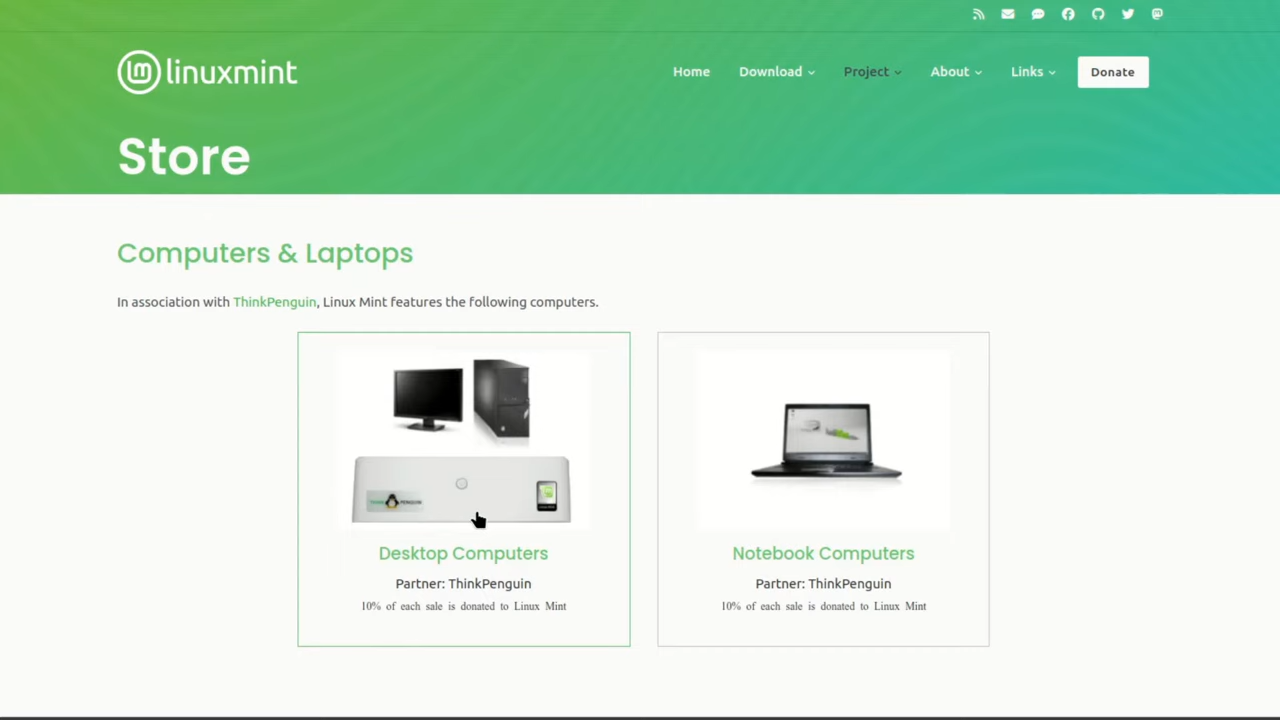 linuxmint
Home Download Project About Links Donate
Store
Computers & Laptops
In association with ThinkPenguin, Linux Mint features the following computers.
Desktop Computers
Partner: ThinkPenguin
10% of each sale is donated to Linux Mint
Notebook Computers
Partner: ThinkPenguin
10% of each sale is donated to Linux Mint